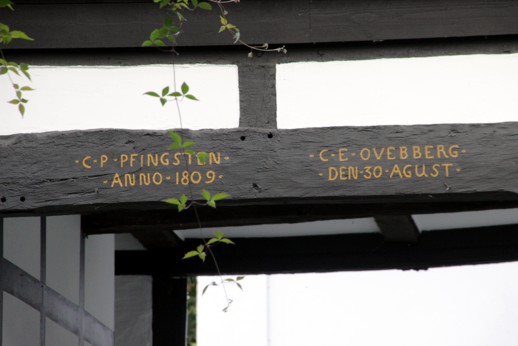 ·C·P·PFINGSTEN·
·ANNO·1809·
·C·E·OVEBBERG·
·DEN·30·AGUST·